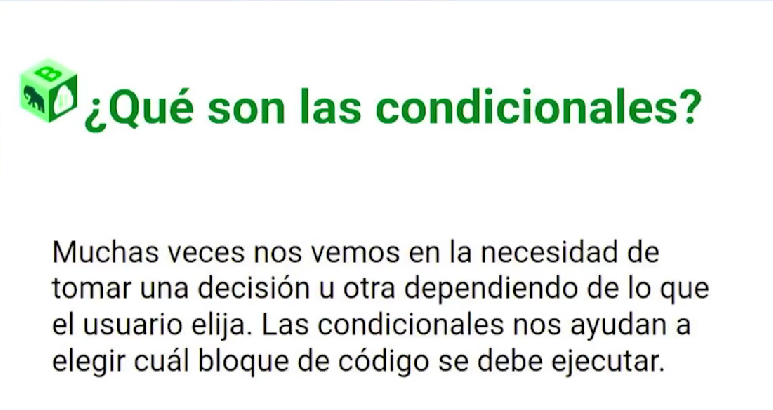 B
¿Qué son las condicionales?
Muchas veces nos vemos en la necesidad de
tomar una decisión u otra dependiendo de lo que
el usuario elija. Las condicionales nos ayudan a
elegir cuál bloque de código se debe ejecutar.